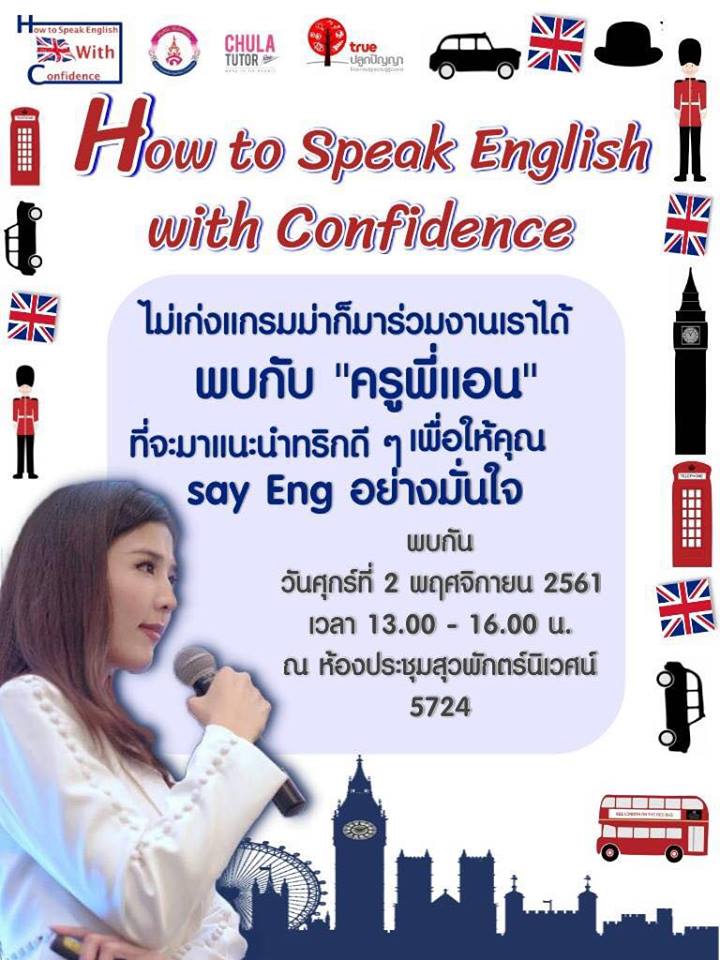 How to Speak English
With
Confidence
CHULA
TUTOR
true
ปลูกปัญญา
How to Speak English
with Confidence
ไม่เก่งแกรมม่าก็มาร่วมงานเราได้
พบกับ "ครูพี่แอน"
ที่จะมาแนะนำทริกดี ๆ เพื่อให้คุณ
say Eng อย่างมั่นใจ
พบกัน
วันศุกร์ที่ 2 พฤศจิกายน 2561
เวลา 13.00 - 16.00 น.
ณ ห้องประชุมสุวพักตร์นิเวศน์
5724
TELEPHONE